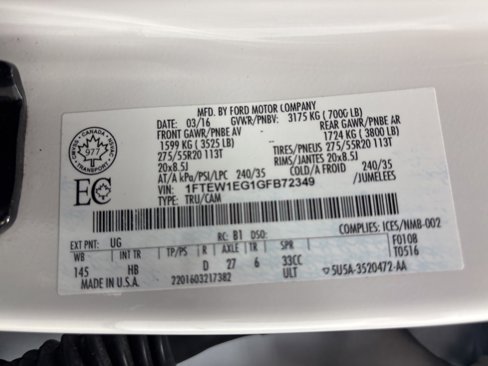 MFD. BY FORD MOTOR COMPANY
DATE: 03/16 GVWR/PNBV: 3175 KG (7000 LB)
FRONT GAWR/PNBE AV REAR GAWR/PNBE AR
1599 KG (3525 LB) 1724 KG (3800 LB)
275/55R20 113T TIRES/PNEUS 275/55R20 113T
20x8.5J RIMS/JANTES 20x8.5J
AT/A kPa/PSI/LPC 240/35 COLD/A FROID 240/35
VIN: 1FTEW1EG1GFB72349 /JUMELEES
TYPE: TRU/CAM
CANADA
977
TRANSPORT
EC
COMPLIES: ICES/NMB-002
EXT PNT: UG RC: B1 DSO: F0108
WB INT TR TP/PS R AXLE TR SPR T0516
145 HB D 27 6 33CC
MADE IN U.S.A. 2201603217382 ULT 5U5A-3520472-AA